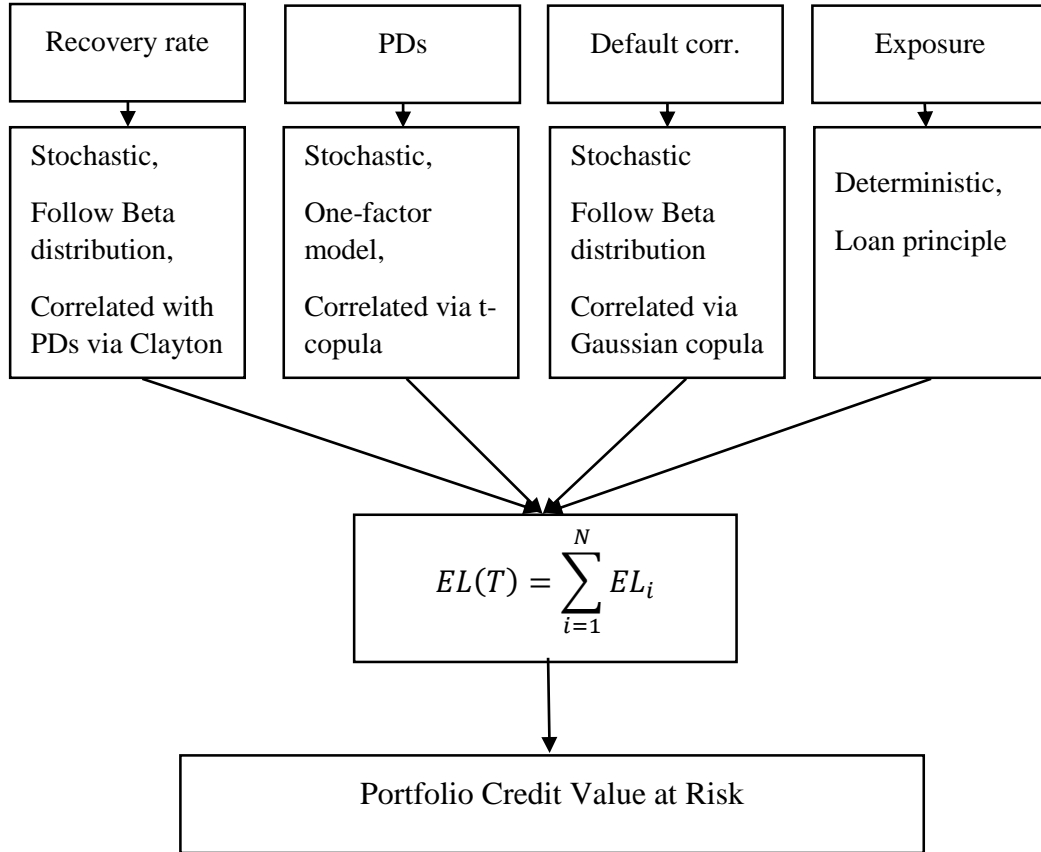 Recovery rate
PDs
Default corr.
Exposure
Stochastic,
Follow Beta
distribution,
Correlated with
PDs via Clayton
Stochastic,
One-factor
model,
Correlated via t-
copula
Stochastic
Follow Beta
distribution
Correlated via
Gaussian copula
Deterministic,
Loan principle
𝐸𝐿(𝑇) = ∑_{𝑖=1}^{𝑁} 𝐸𝐿_𝑖
Portfolio Credit Value at Risk